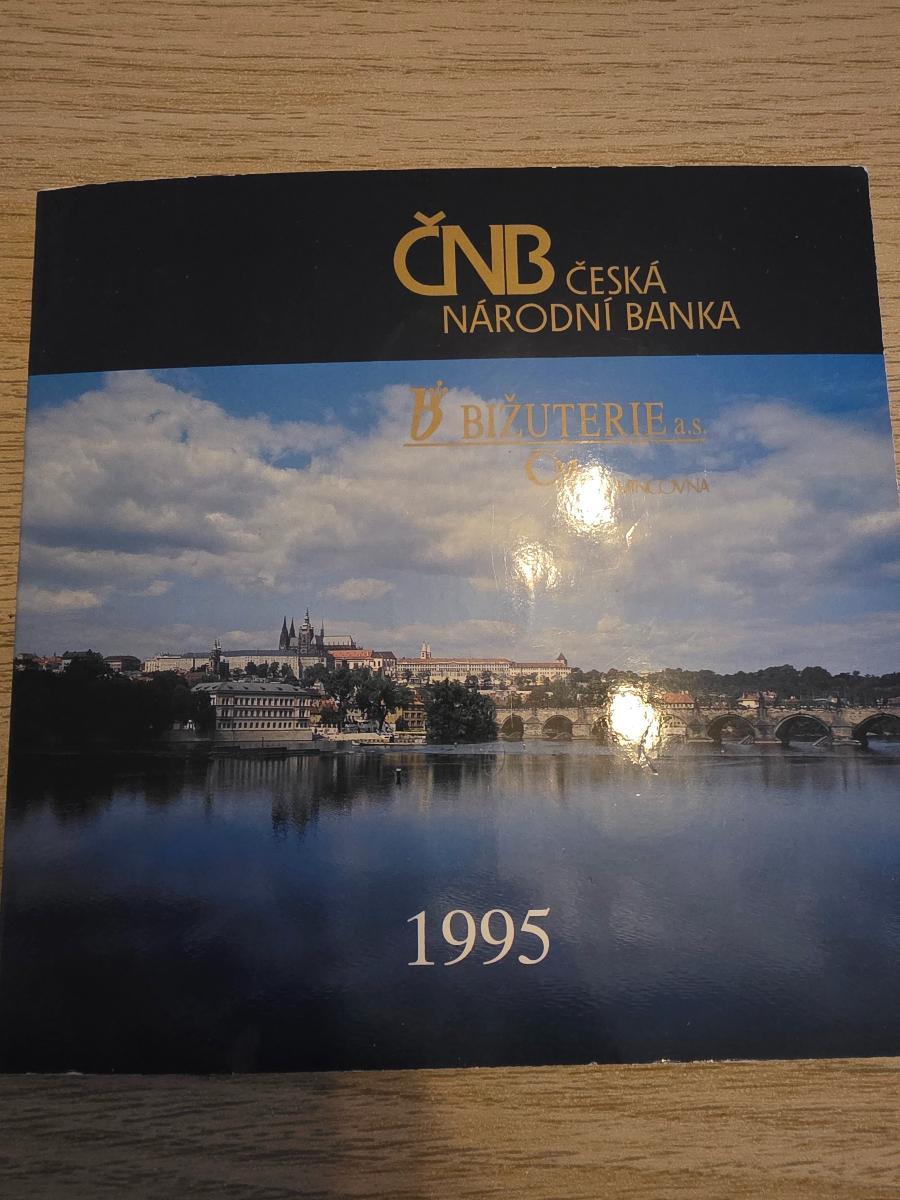 ČNB ČESKÁ
NÁRODNÍ BANKA
BIŽUTERIE a.s.
MINCOVNA
1995